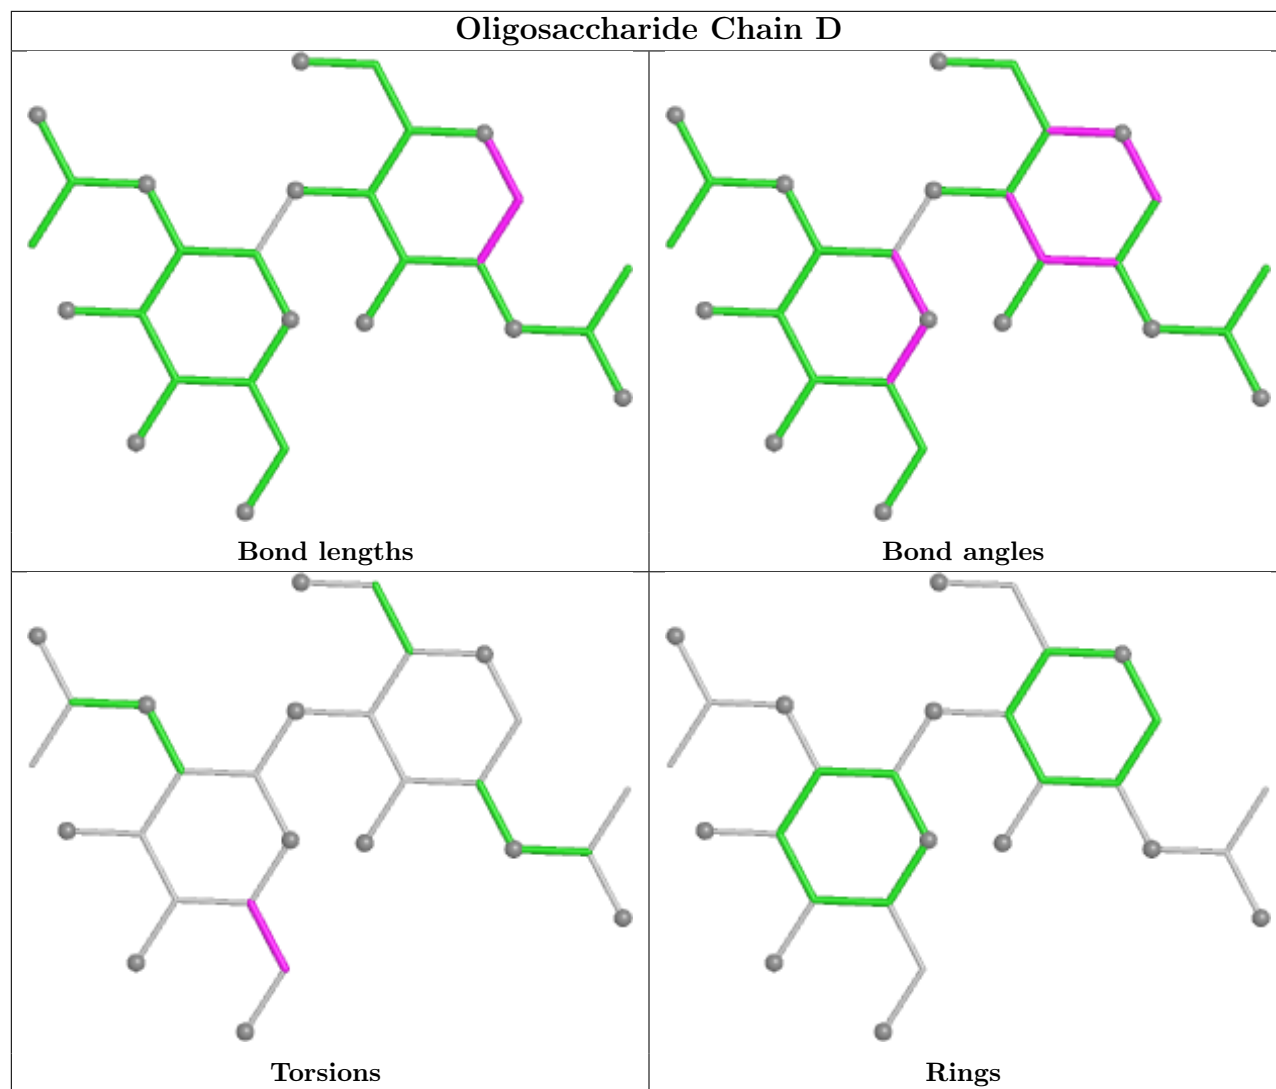 Oligosaccharide Chain D
Bond lengths
Bond angles
Torsions
Rings